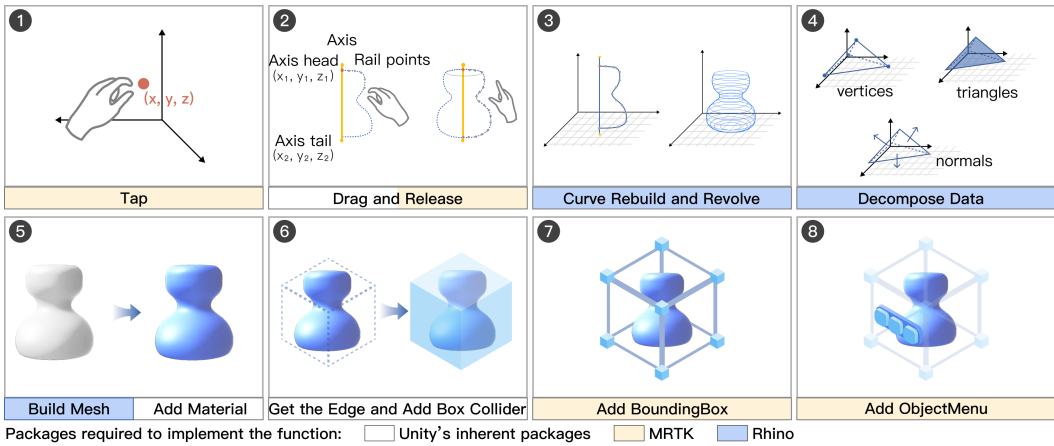 1
(x, y, z)
Tap
2
Axis
Axis head
Rail points
(x₁, y₁, z₁)
Axis tail
(x₂, y₂, z₂)
Drag and Release
3
Curve Rebuild and Revolve
4
vertices
triangles
normals
Decompose Data
5
Build Mesh
Add Material
6
Get the Edge and Add Box Collider
7
Add BoundingBox
8
Add ObjectMenu
Packages required to implement the function: Unity's inherent packages MRTK Rhino